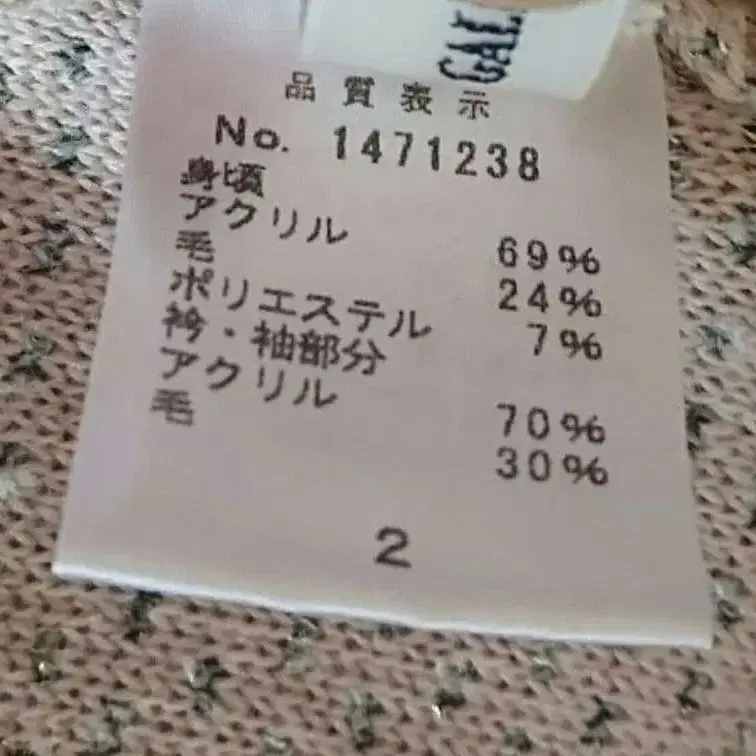 GAL
品質表示
No. 1471238
身頃
アクリル 69%
毛 24%
ポリエステル 7%
衿・袖部分
アクリル 70%
毛 30%
2